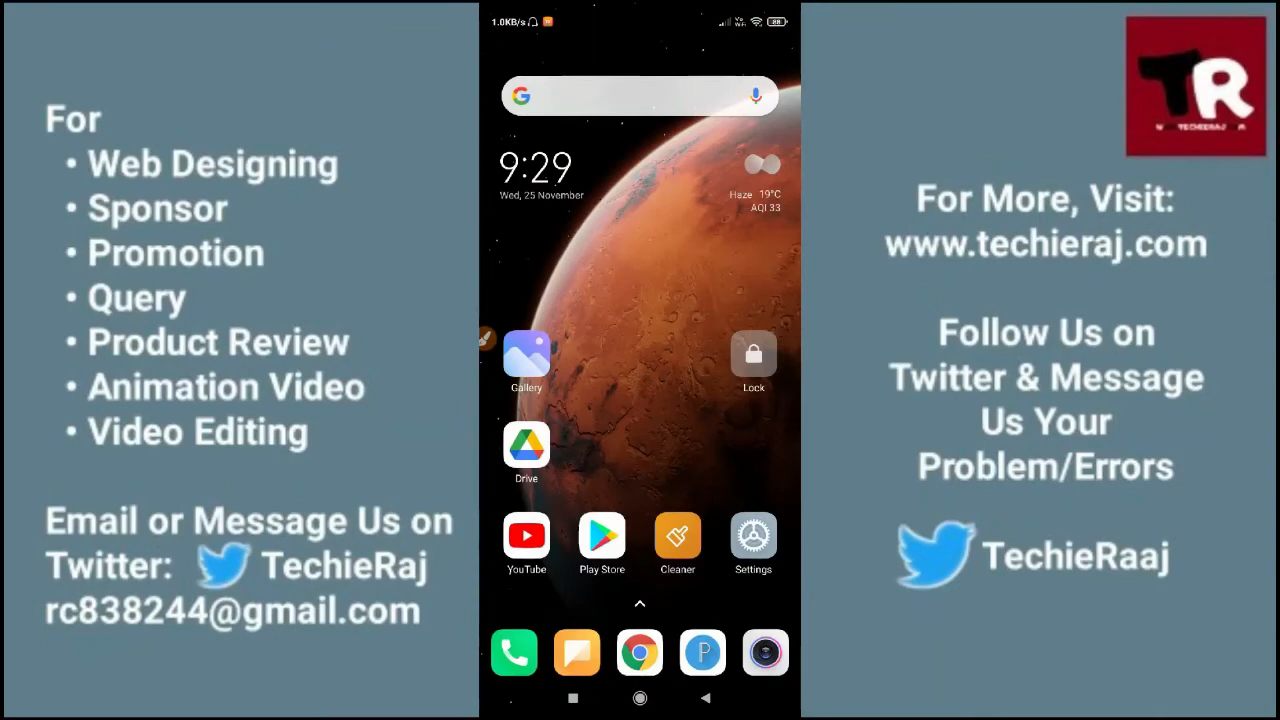 For
• Web Designing
• Sponsor
• Promotion
• Query
• Product Review
• Animation Video
• Video Editing
Email or Message Us on
Twitter: TechieRaj
rc838244@gmail.com
1.0KB/s
Vo
WiFi
88
9:29
Wed, 25 November
Haze 19°C
AQI 33
Gallery
Lock
Drive
YouTube
Play Store
Cleaner
Settings
P
TR
For More, Visit:
www.techieraj.com
Follow Us on
Twitter & Message
Us Your
Problem/Errors
TechieRaaj